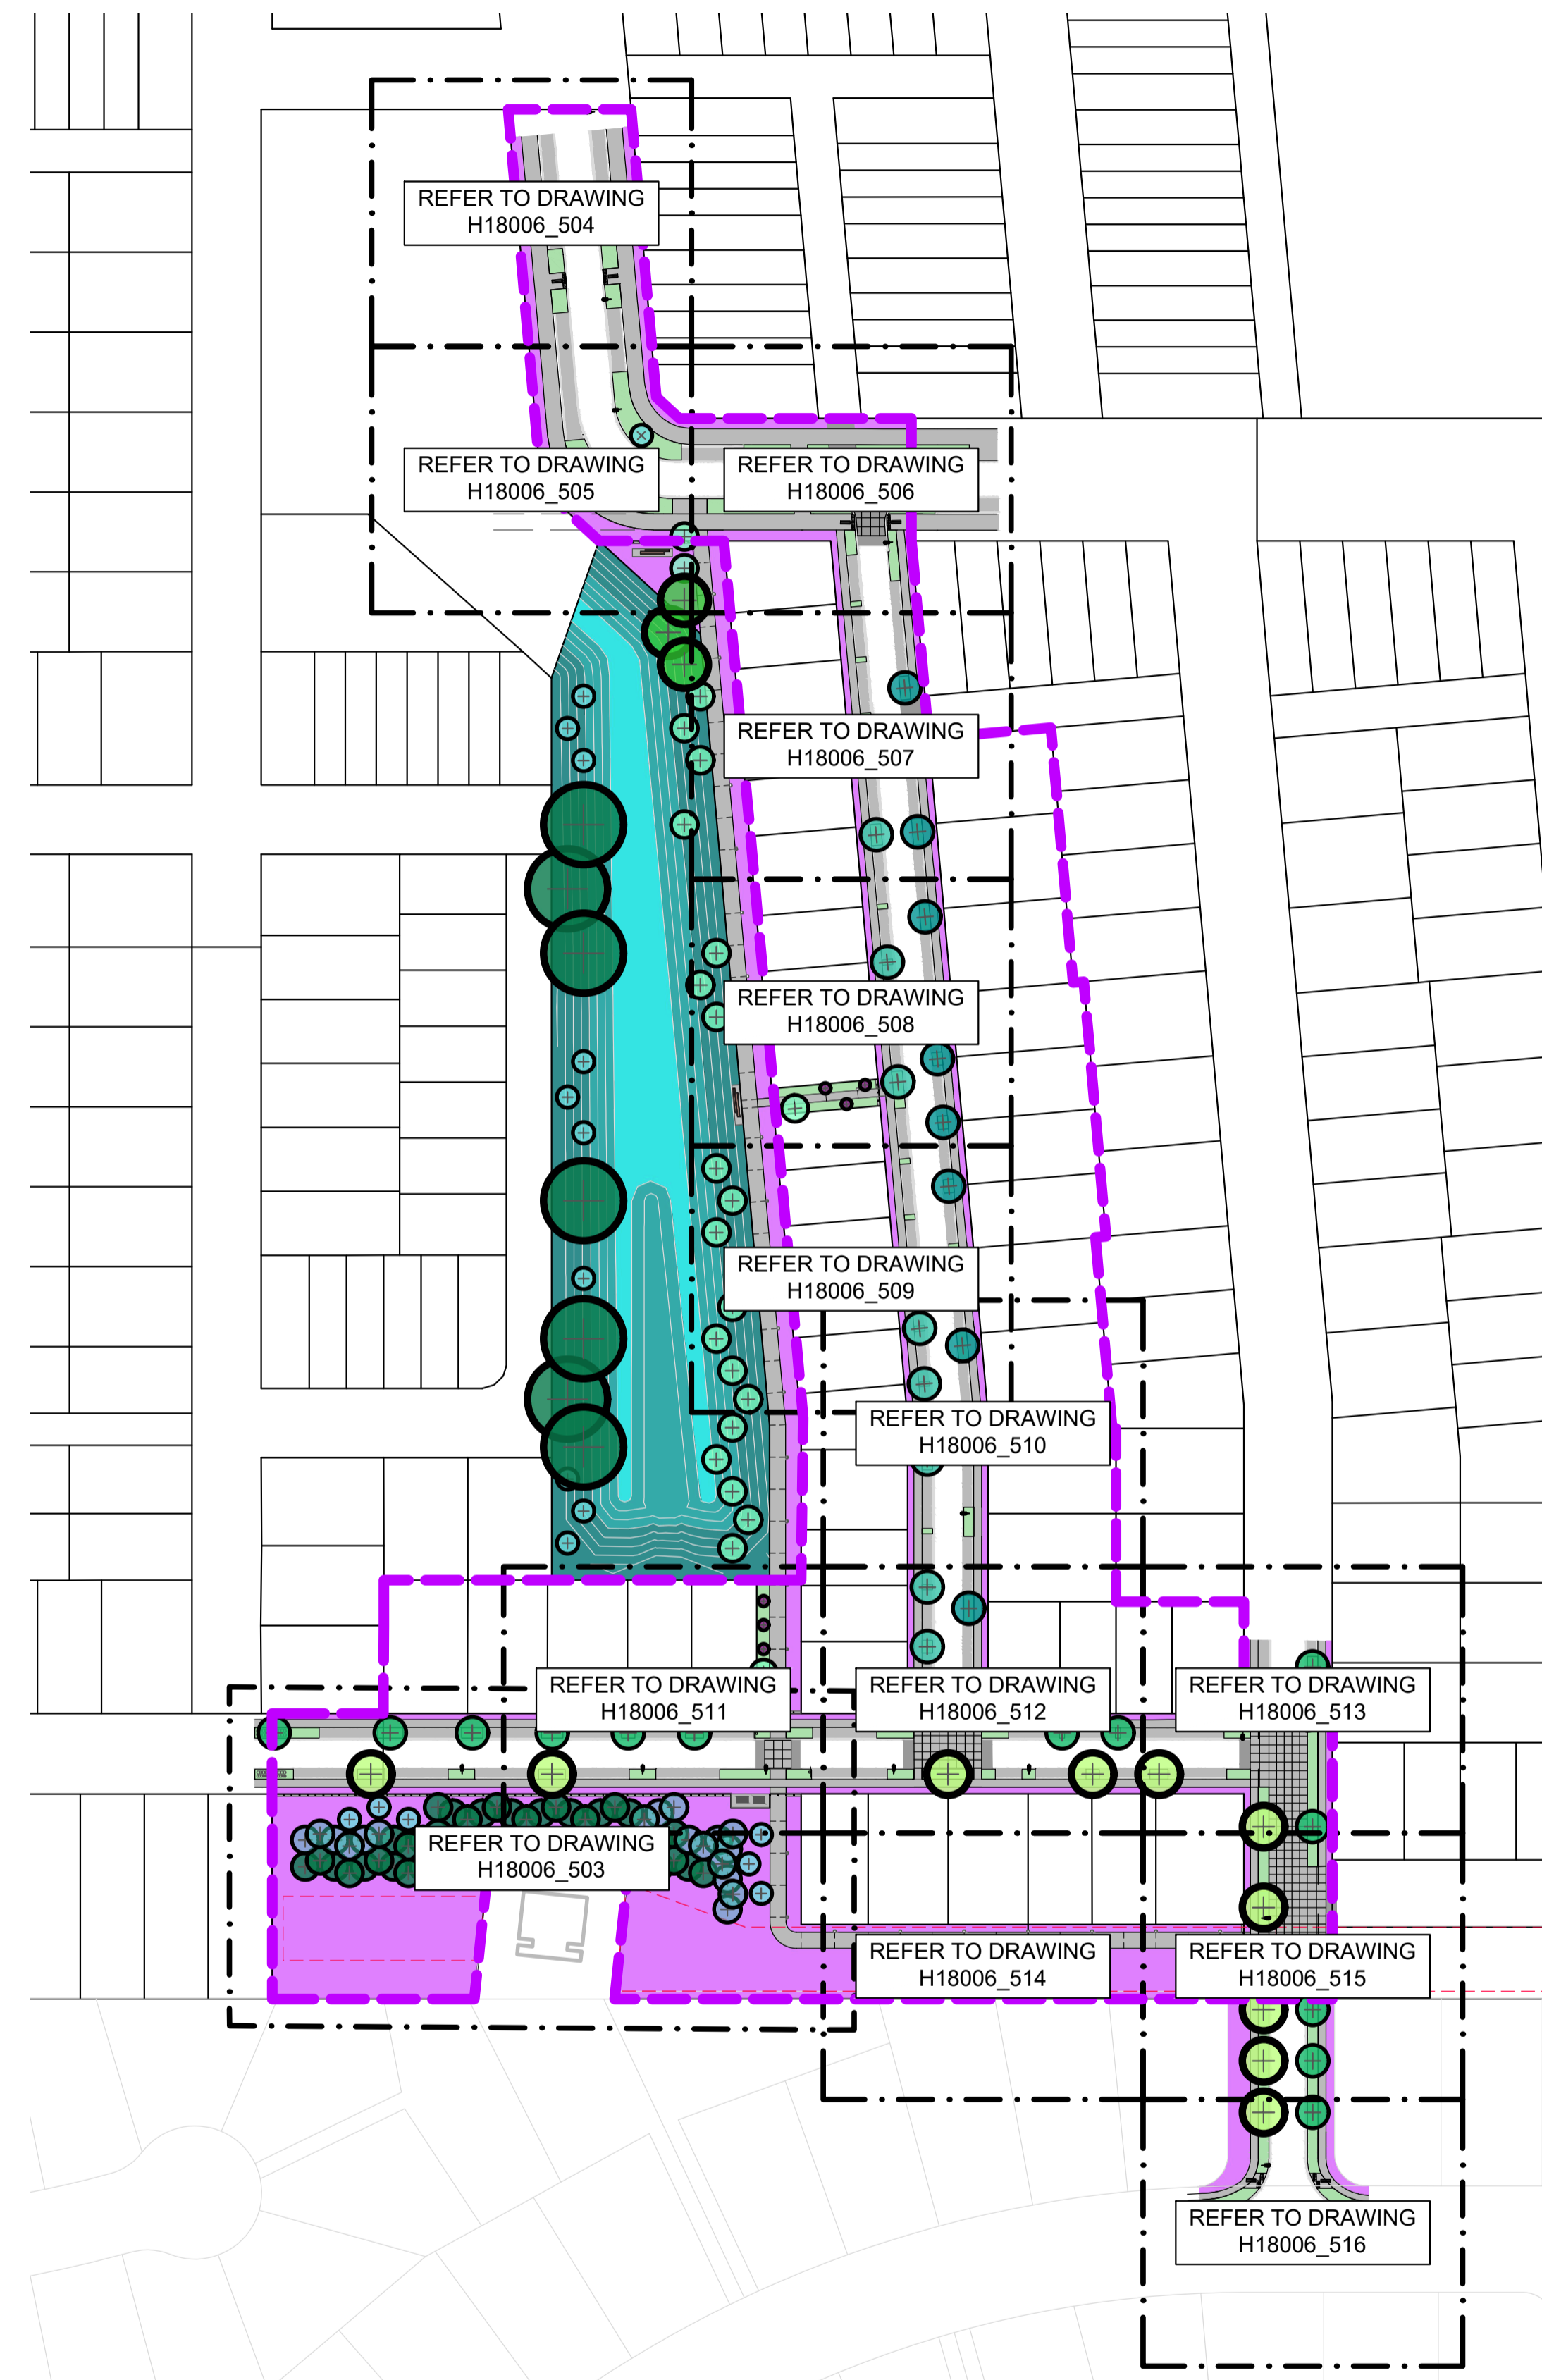 REFER TO DRAWING
H18006_504
REFER TO DRAWING
H18006_505
REFER TO DRAWING
H18006_506
REFER TO DRAWING
H18006_507
REFER TO DRAWING
H18006_508
REFER TO DRAWING
H18006_509
REFER TO DRAWING
H18006_510
REFER TO DRAWING
H18006_511
REFER TO DRAWING
H18006_512
REFER TO DRAWING
H18006_513
REFER TO DRAWING
H18006_503
REFER TO DRAWING
H18006_514
REFER TO DRAWING
H18006_515
REFER TO DRAWING
H18006_516